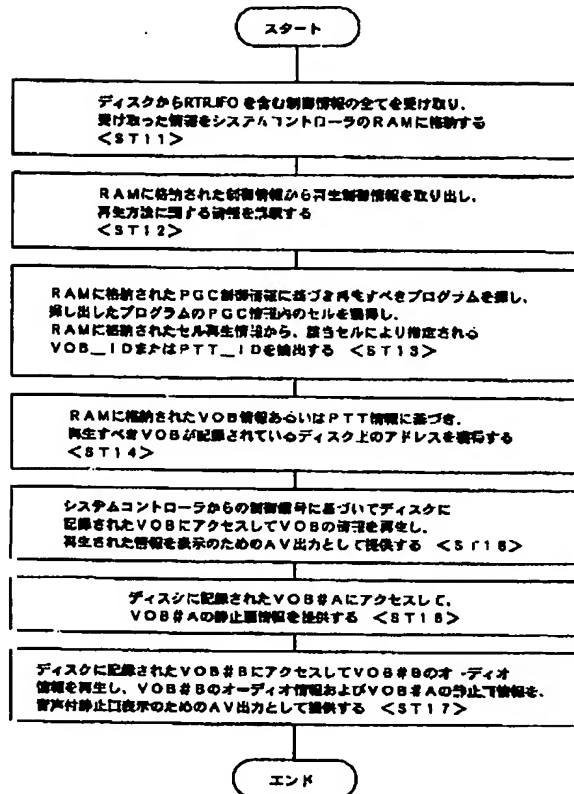 スタート
ディスクからRTR.IFOを含む制御情報の全てを受け取り、
受け取った情報をシステムコントローラのRAMに格納する
<ST11>
RAMに格納された制御情報から再生制御情報を取り出し、
再生方法に関する情報を
<ST12>
RAMに格納されたPGC制御情報に基づき再生すべきプログラムを探し、
探し出したプログラムのPGC情報内のセルを獲得し、
RAMに格納されたセル再生情報から、該当セルにより指定される
VOB_IDまたはPTT_IDを検出する <ST13>
RAMに格納されたVOB情報あるいはPTT情報に基づき、
再生すべきVOBが記録されているディスク上のアドレスを獲得する
<ST14>
システムコントローラからの制御信号に基づいてディスクに
記録されたVOBにアクセスしてVOBの情報を再生し、
再生された情報を表示のためのAV出力として提供する <ST15>
ディスクに記録されたVOB#Aにアクセスして、
VOB#Aの静止画情報を提供する <ST16>
ディスクに記録されたVOB#BにアクセスしてVOB#Bのオーディオ
情報を再生し、VOB#Bのオーディオ情報およびVOB#Aの静止画情報を、
音声付静止画表示のためのAV出力として提供する <ST17>
エンド